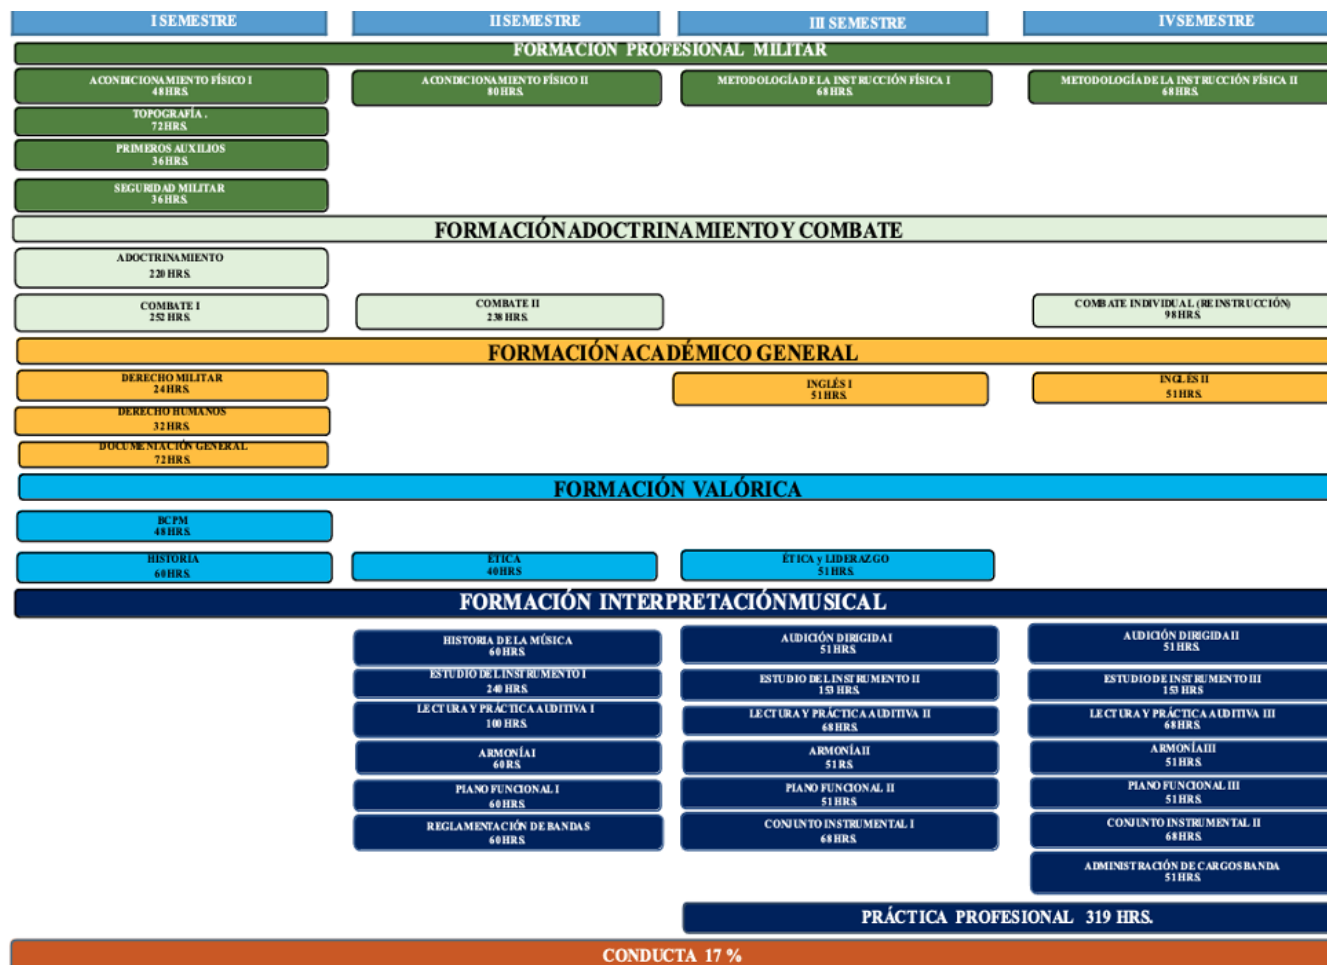 I SEMESTRE
II SEMESTRE
III SEMESTRE
IV SEMESTRE
FORMACION PROFESIONAL MILITAR
ACONDICIONAMIENTO FÍSICO I
48 HRS.
ACONDICIONAMIENTO FÍSICO II
80 HRS.
METODOLOGÍA DE LA INSTRUCCIÓN FÍSICA I
68 HRS.
METODOLOGÍA DE LA INSTRUCCIÓN FÍSICA II
68 HRS.
TOPOGRAFÍA .
72 HRS.
PRIMEROS AUXILIOS
36 HRS.
SEGURIDAD MILITAR
36 HRS.
FORMACIÓN ADOCTRINAMIENTO Y COMBATE
ADOCTRINAMIENTO
220 HRS.
COMBATE I
252 HRS.
COMBATE II
238 HRS.
COMBATE INDIVIDUAL (REINSTRUCCIÓN)
98 HRS.
FORMACIÓN ACADÉMICO GENERAL
DERECHO MILITAR
24 HRS.
INGLÉS I
51 HRS.
INGLÉS II
51 HRS.
DERECHO HUMANOS
32 HRS.
DOCUMENTACIÓN GENERAL
72 HRS.
FORMACIÓN VALÓRICA
BCPM
48 HRS.
HISTORIA
60 HRS.
ÉTICA
40 HRS
ÉTICA y LIDERAZGO
51 HRS.
FORMACIÓN INTERPRETACIÓN MUSICAL
HISTORIA DE LA MÚSICA
60 HRS.
AUDICIÓN DIRIGIDA I
51 HRS.
AUDICIÓN DIRIGIDA II
51 HRS.
ESTUDIO DEL INSTRUMENTO I
240 HRS.
ESTUDIO DEL INSTRUMENTO II
153 HRS.
ESTUDIO DE INSTRUMENTO III
153 HRS
LECTURA Y PRÁCTICA AUDITIVA I
100 HRS.
LECTURA Y PRÁCTICA AUDITIVA II
68 HRS.
LECTURA Y PRÁCTICA AUDITIVA III
68 HRS.
ARMONÍA I
60 RS.
ARMONÍA II
51 RS.
ARMONÍA III
51 HRS.
PIANO FUNCIONAL I
60 HRS.
PIANO FUNCIONAL II
51 HRS.
PIANO FUNCIONAL III
51 HRS.
REGLAMENTACIÓN DE BANDAS
60 HRS.
CONJUNTO INSTRUMENTAL I
68 HRS.
CONJUNTO INSTRUMENTAL II
68 HRS.
ADMINISTRACIÓN DE CARGOS BANDA
51 HRS.
PRÁCTICA PROFESIONAL 319 HRS.
CONDUCTA 17 %